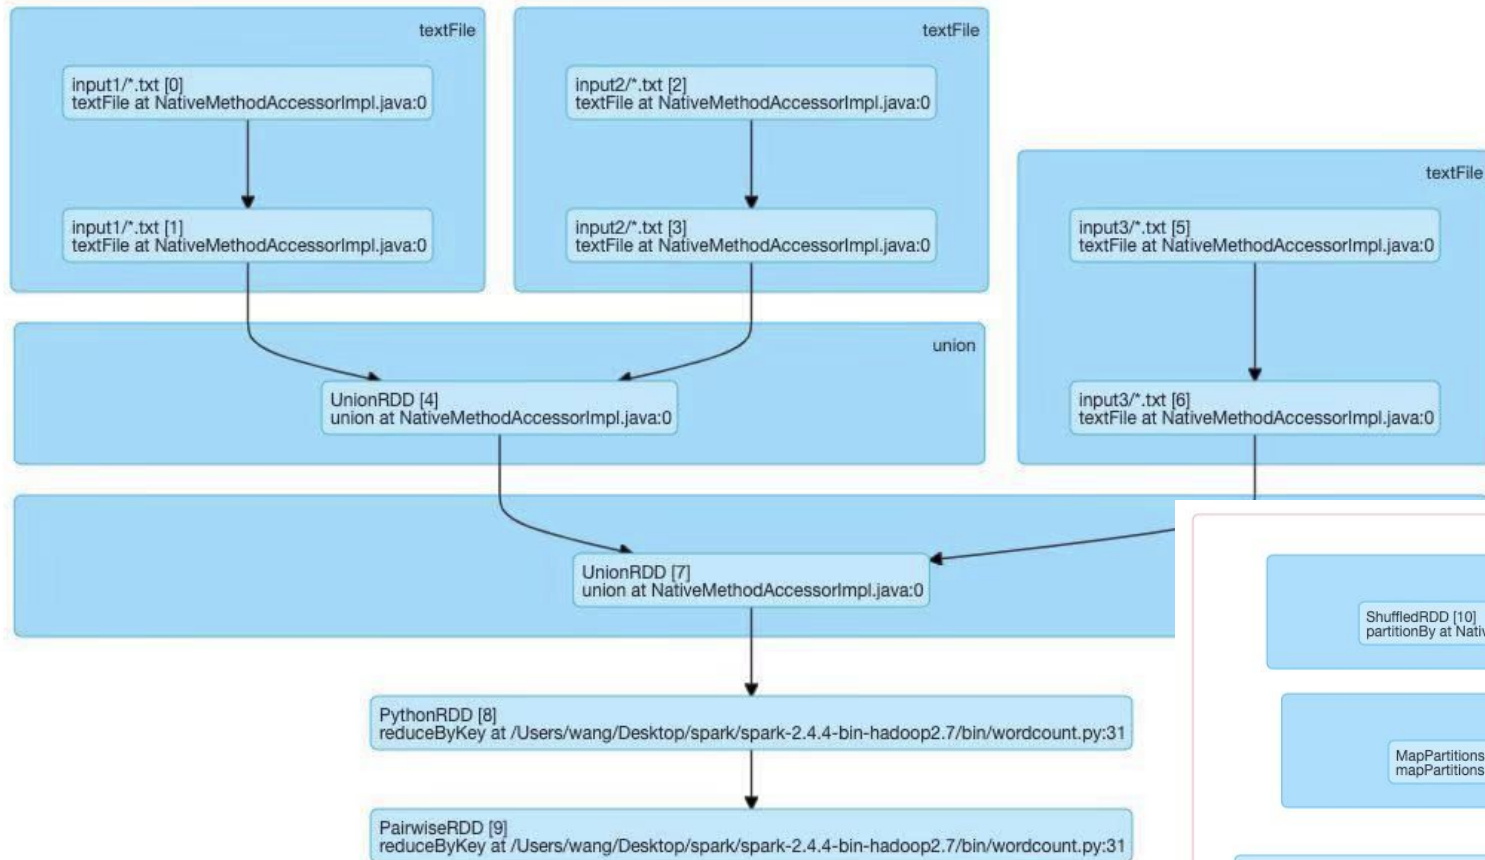 textFile
input1/*.txt [0]
textFile at NativeMethodAccessorImpl.java:0
input1/*.txt [1]
textFile at NativeMethodAccessorImpl.java:0
textFile
input2/*.txt [2]
textFile at NativeMethodAccessorImpl.java:0
input2/*.txt [3]
textFile at NativeMethodAccessorImpl.java:0
textFile
input3/*.txt [5]
textFile at NativeMethodAccessorImpl.java:0
input3/*.txt [6]
textFile at NativeMethodAccessorImpl.java:0
union
UnionRDD [4]
union at NativeMethodAccessorImpl.java:0
UnionRDD [7]
union at NativeMethodAccessorImpl.java:0
PythonRDD [8]
reduceByKey at /Users/wang/Desktop/spark/spark-2.4.4-bin-hadoop2.7/bin/wordcount.py:31
PairwiseRDD [9]
reduceByKey at /Users/wang/Desktop/spark/spark-2.4.4-bin-hadoop2.7/bin/wordcount.py:31
ShuffledRDD [10]
partitionBy at Nativ
MapPartitions
mapPartitions